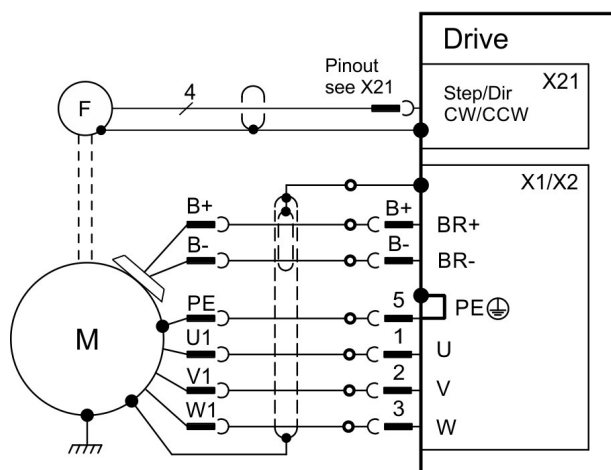 Drive
Pinout
see X21
X21
4
F
Step/Dir
CW/CCW
X1/X2
B+
B+
BR+
B-
B-
BR-
PE
5
PE
M
U1
1
U
V1
2
V
W1
3
W